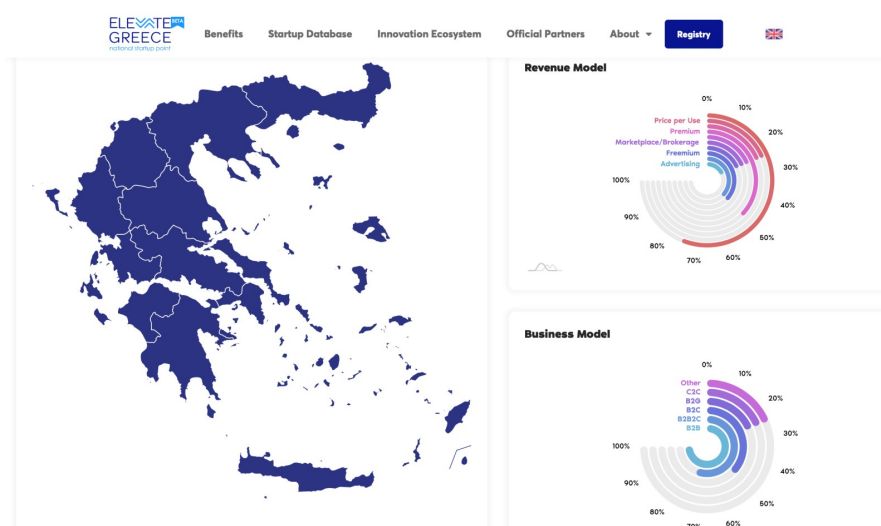 ELEVATE BETA
GREECE
national startup point
Benefits
Startup Database
Innovation Ecosystem
Official Partners
About
Registry
Revenue Model
0%
10%
20%
30%
40%
50%
60%
70%
80%
90%
100%
Price per Use
Premium
Marketplace/Brokerage
Freemium
Advertising
Business Model
0%
10%
20%
30%
40%
50%
60%
70%
80%
90%
100%
Other
C2C
B2G
B2C
B2B2C
B2B